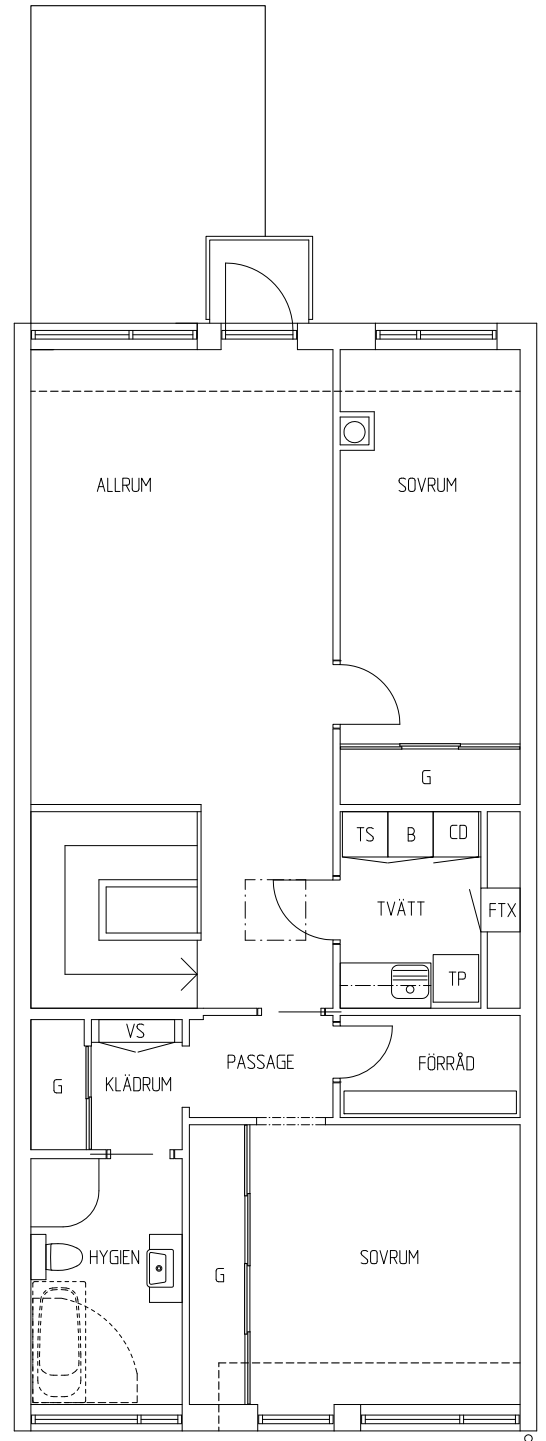 ALLRUM
SOVRUM
G
TS
B
CD
TVÄTT
FTX
TP
VS
PASSAGE
FÖRRÅD
G
KLÄDRUM
HYGIEN
G
SOVRUM